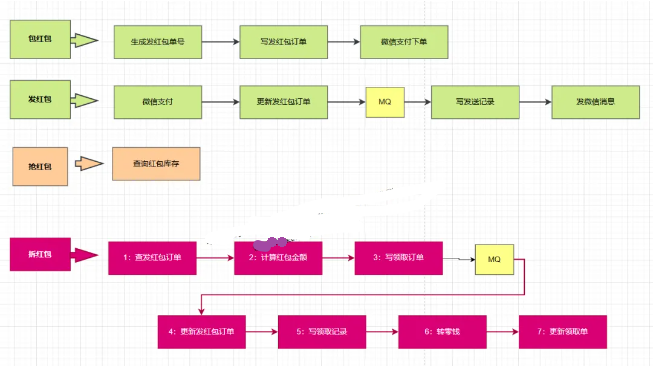 包红包
生成发红包单号
写发红包订单
微信支付下单
发红包
微信支付
更新发红包订单
MQ
写发送记录
发微信消息
抢红包
查询红包库存
拆红包
1：查发红包订单
2：计算红包金额
3：写领取订单
MQ
4：更新发红包订单
5：写领取记录
6：转零钱
7：更新领取单